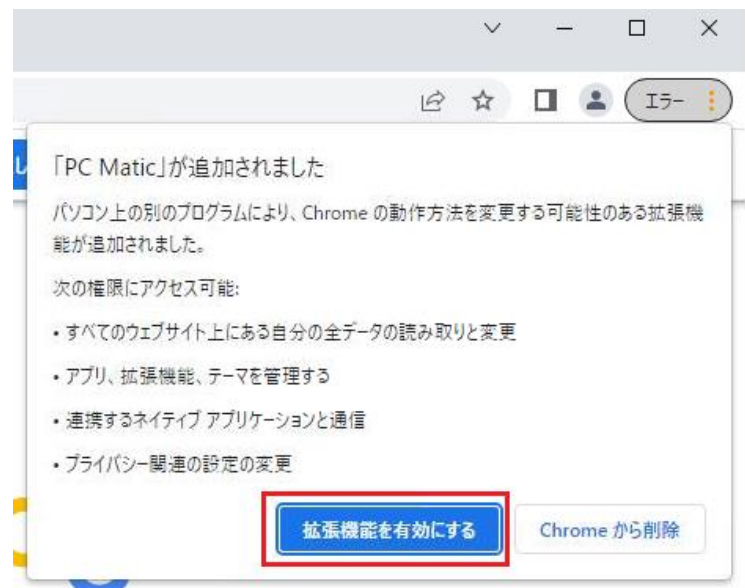 エラー
「PC Matic」が追加されました
パソコン上の別のプログラムにより、Chrome の動作方法を変更する可能性のある拡張機
能が追加されました。
次の権限にアクセス可能:
• すべてのウェブサイト上にある自分の全データの読み取りと変更
• アプリ、拡張機能、テーマを管理する
• 連携するネイティブ アプリケーションと通信
• プライバシー関連の設定の変更
拡張機能を有効にする
Chrome から削除